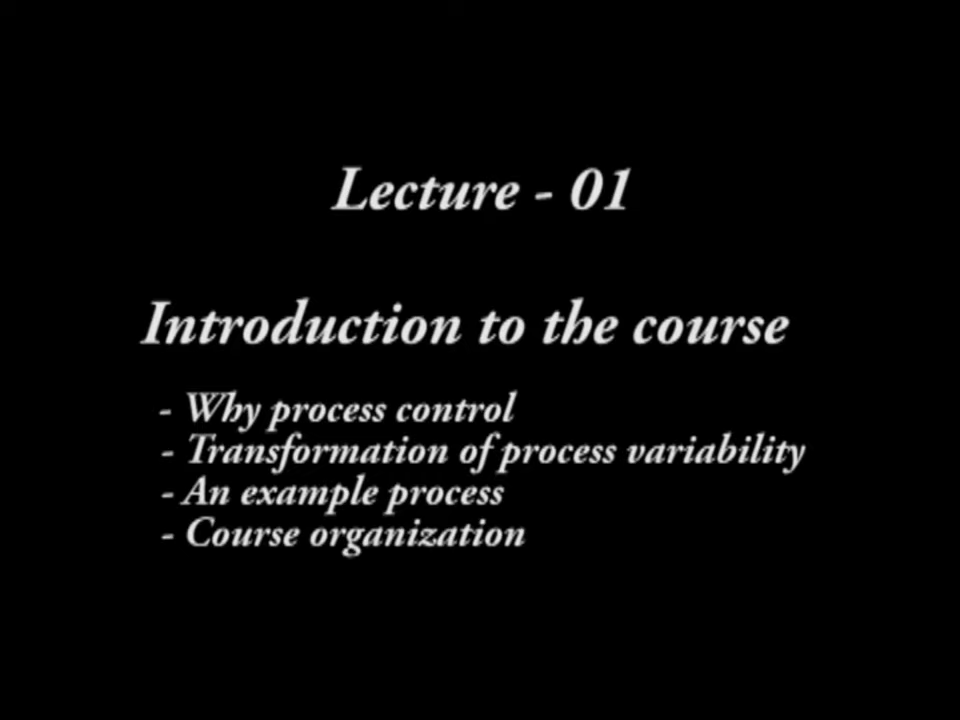 Lecture - 01
Introduction to the course
- Why process control
- Transformation of process variability
- An example process
- Course organization